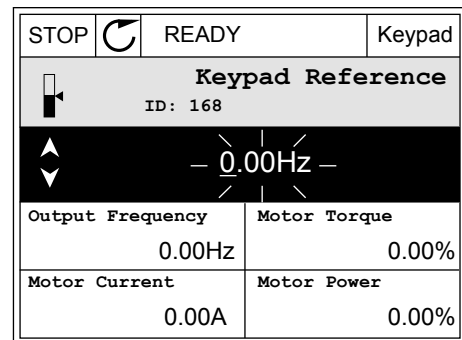 STOP READY Keypad
Keypad Reference
ID: 168
0.00Hz
Output Frequency Motor Torque
0.00Hz 0.00%
Motor Current Motor Power
0.00A 0.00%